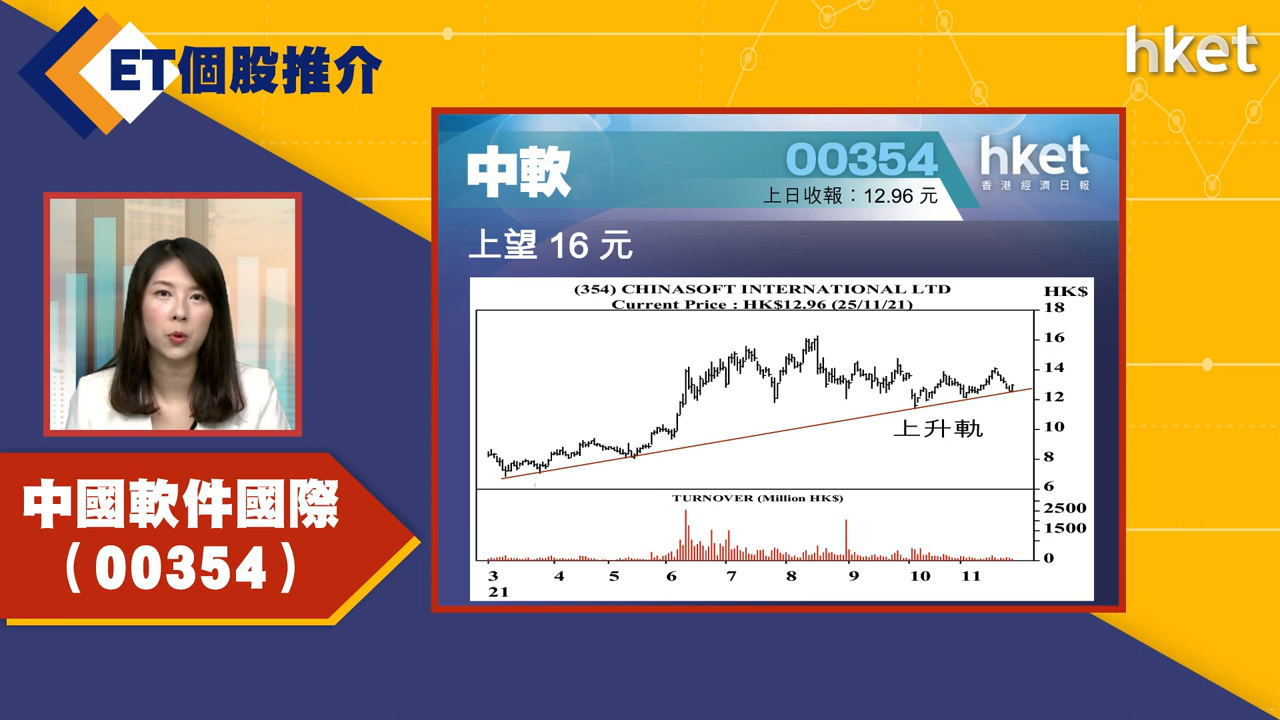 ET個股推介
hket
中軟
00354
上日收報：12.96 元
hket
香港經濟日報
上望 16 元
(354) CHINASOFT INTERNATIONAL LTD
Current Price : HK$12.96 (25/11/21)
HK$
18
16
14
12
10
8
6
上升軌
TURNOVER (Million HK$)
2500
1500
0
3 4 5 6 7 8 9 10 11
21
中國軟件國際
（00354）